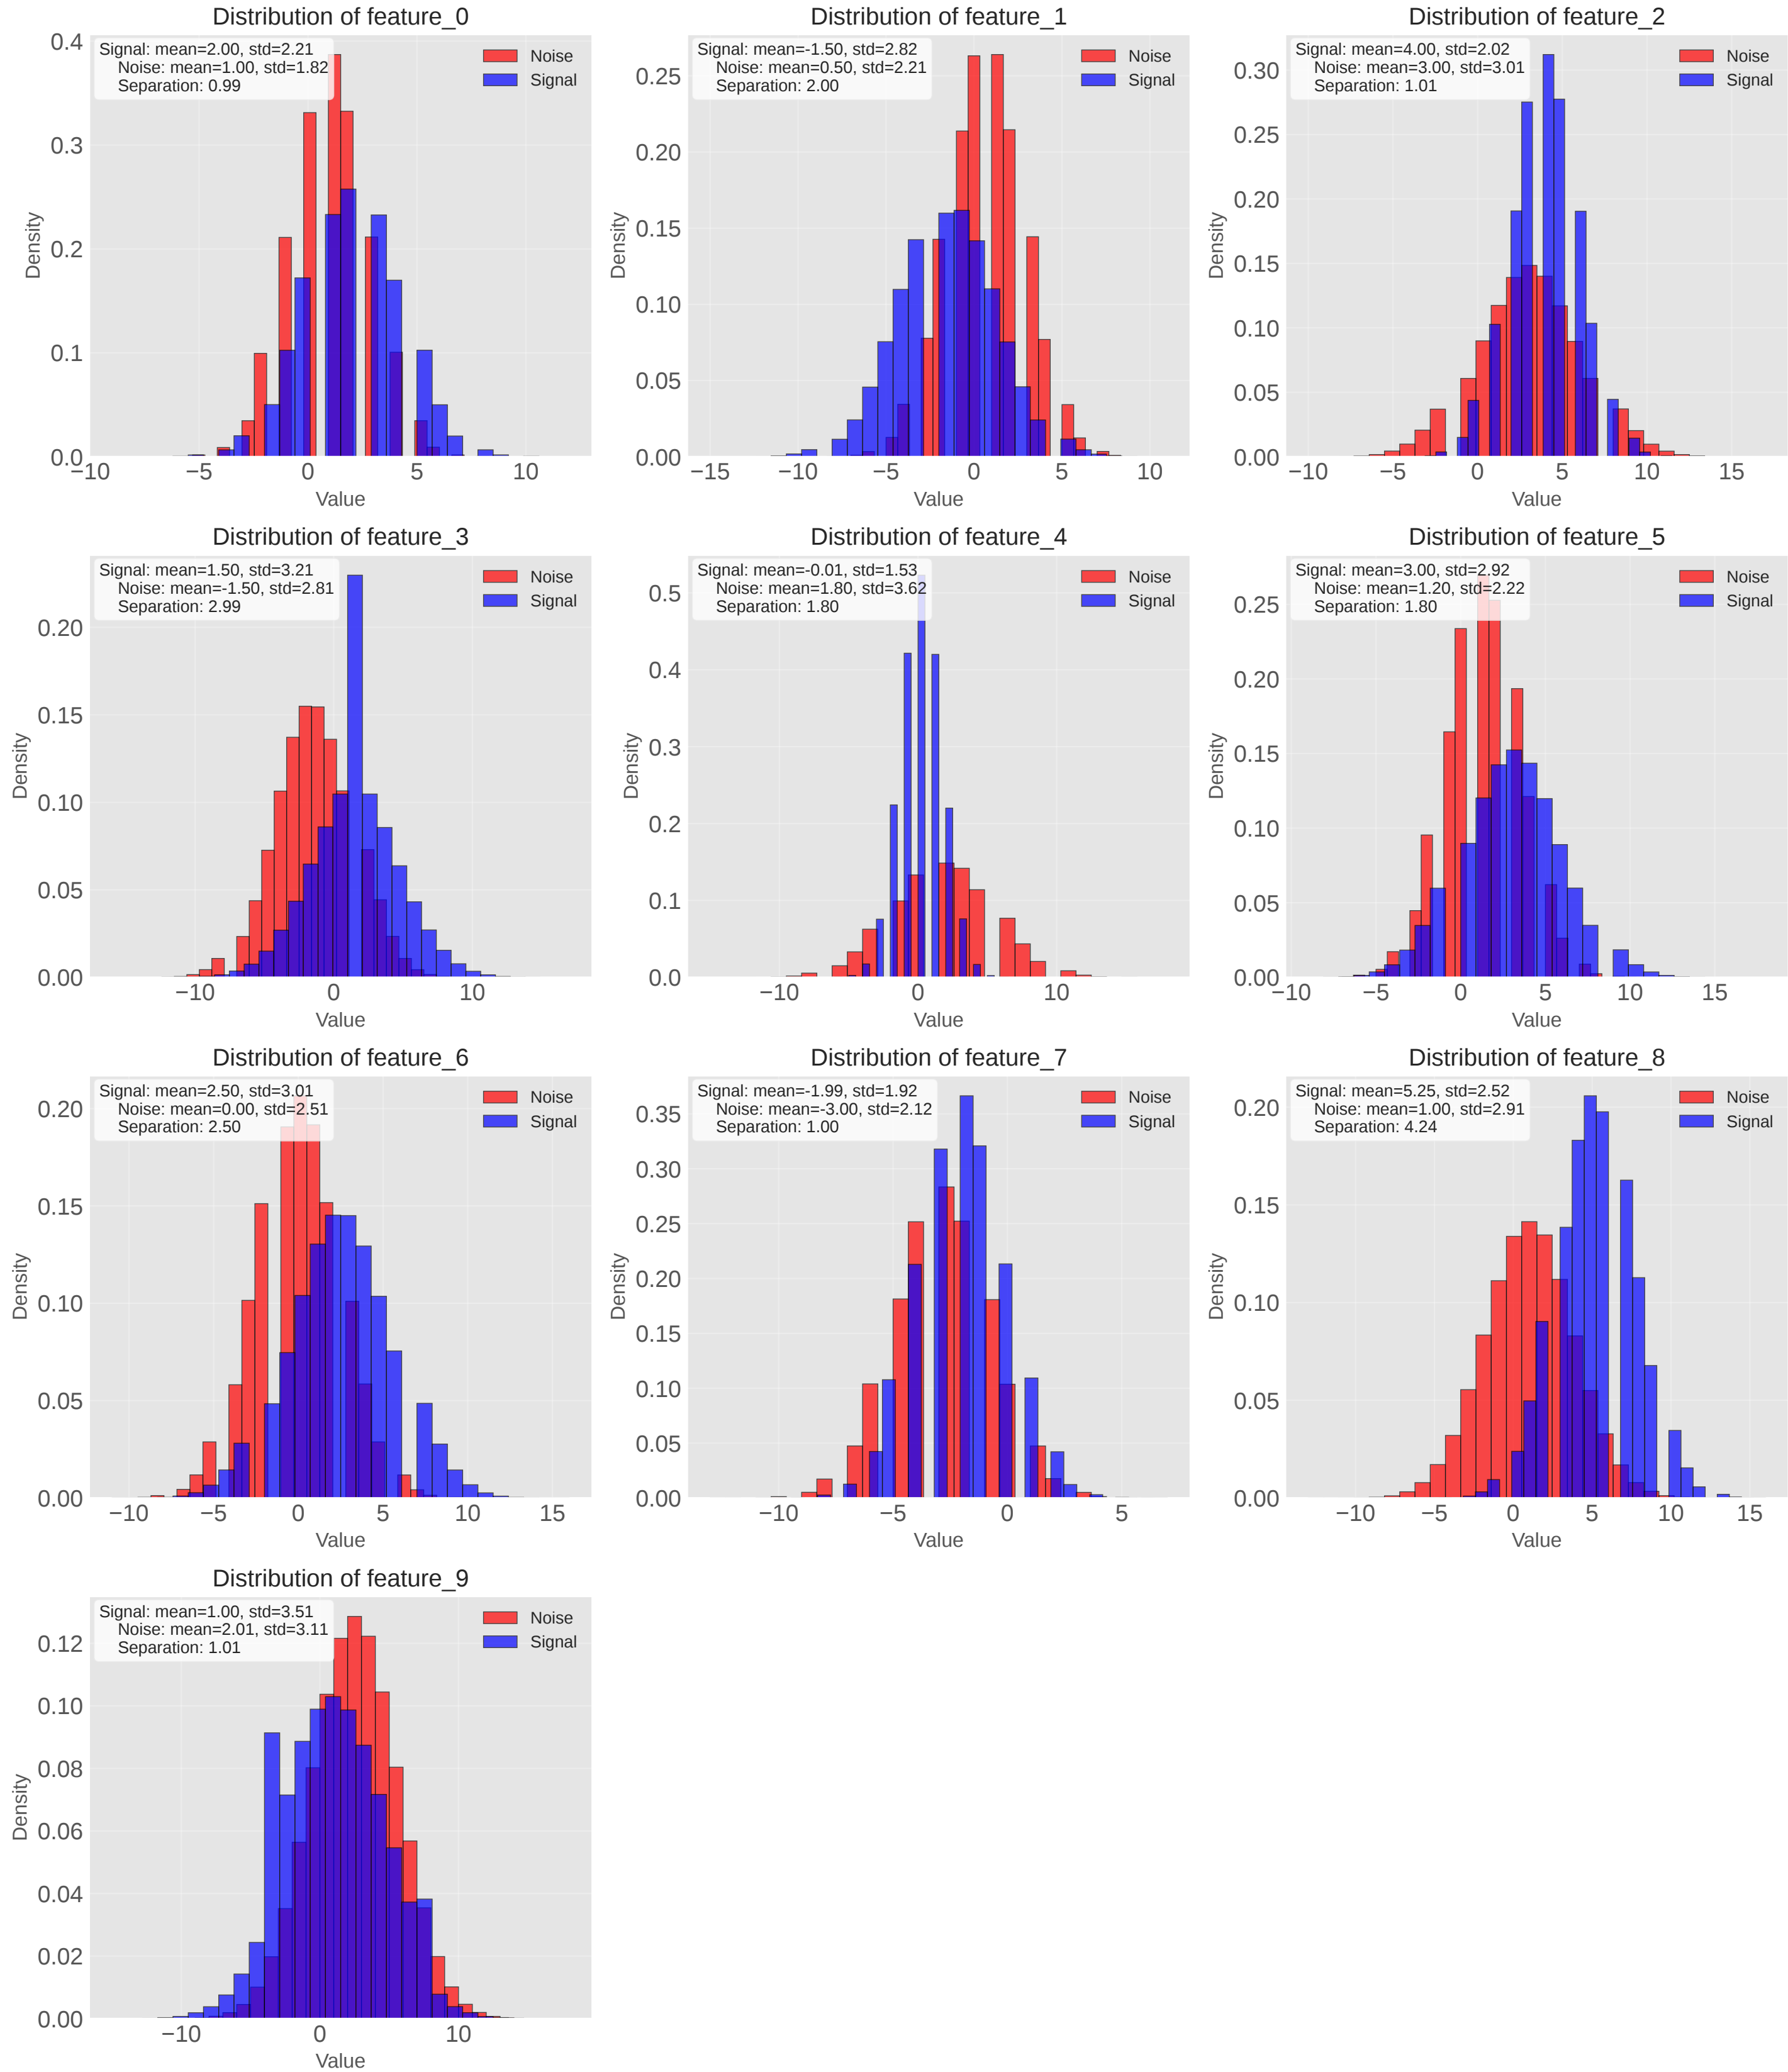 Distribution of feature_0
Signal: mean=2.00, std=2.21
Noise: mean=1.00, std=1.82
Separation: 0.99
Noise
Signal
0.4
0.3
0.2
0.1
0.0
Density
−10 −5 0 5 10
Value
Distribution of feature_1
Signal: mean=-1.50, std=2.82
Noise: mean=0.50, std=2.21
Separation: 2.00
Noise
Signal
0.25
0.20
0.15
0.10
0.05
0.00
Density
−15 −10 −5 0 5 10
Value
Distribution of feature_2
Signal: mean=4.00, std=2.02
Noise: mean=3.00, std=3.01
Separation: 1.01
Noise
Signal
0.30
0.25
0.20
0.15
0.10
0.05
0.00
Density
−10 −5 0 5 10 15
Value
Distribution of feature_3
Signal: mean=1.50, std=3.21
Noise: mean=-1.50, std=2.81
Separation: 2.99
Noise
Signal
0.20
0.15
0.10
0.05
0.00
Density
−10 0 10
Value
Distribution of feature_4
Signal: mean=-0.01, std=1.53
Noise: mean=1.80, std=3.62
Separation: 1.80
Noise
Signal
0.5
0.4
0.3
0.2
0.1
0.0
Density
−10 0 10
Value
Distribution of feature_5
Signal: mean=3.00, std=2.92
Noise: mean=1.20, std=2.22
Separation: 1.80
Noise
Signal
0.25
0.20
0.15
0.10
0.05
0.00
Density
−10 −5 0 5 10 15
Value
Distribution of feature_6
Signal: mean=2.50, std=3.01
Noise: mean=0.00, std=2.51
Separation: 2.50
Noise
Signal
0.20
0.15
0.10
0.05
0.00
Density
−10 −5 0 5 10 15
Value
Distribution of feature_7
Signal: mean=-1.99, std=1.92
Noise: mean=-3.00, std=2.12
Separation: 1.00
Noise
Signal
0.35
0.30
0.25
0.20
0.15
0.10
0.05
0.00
Density
−10 −5 0 5
Value
Distribution of feature_8
Signal: mean=5.25, std=2.52
Noise: mean=1.00, std=2.91
Separation: 4.24
Noise
Signal
0.20
0.15
0.10
0.05
0.00
Density
−10 −5 0 5 10 15
Value
Distribution of feature_9
Signal: mean=1.00, std=3.51
Noise: mean=2.01, std=3.11
Separation: 1.01
Noise
Signal
0.12
0.10
0.08
0.06
0.04
0.02
0.00
Density
−10 0 10
Value